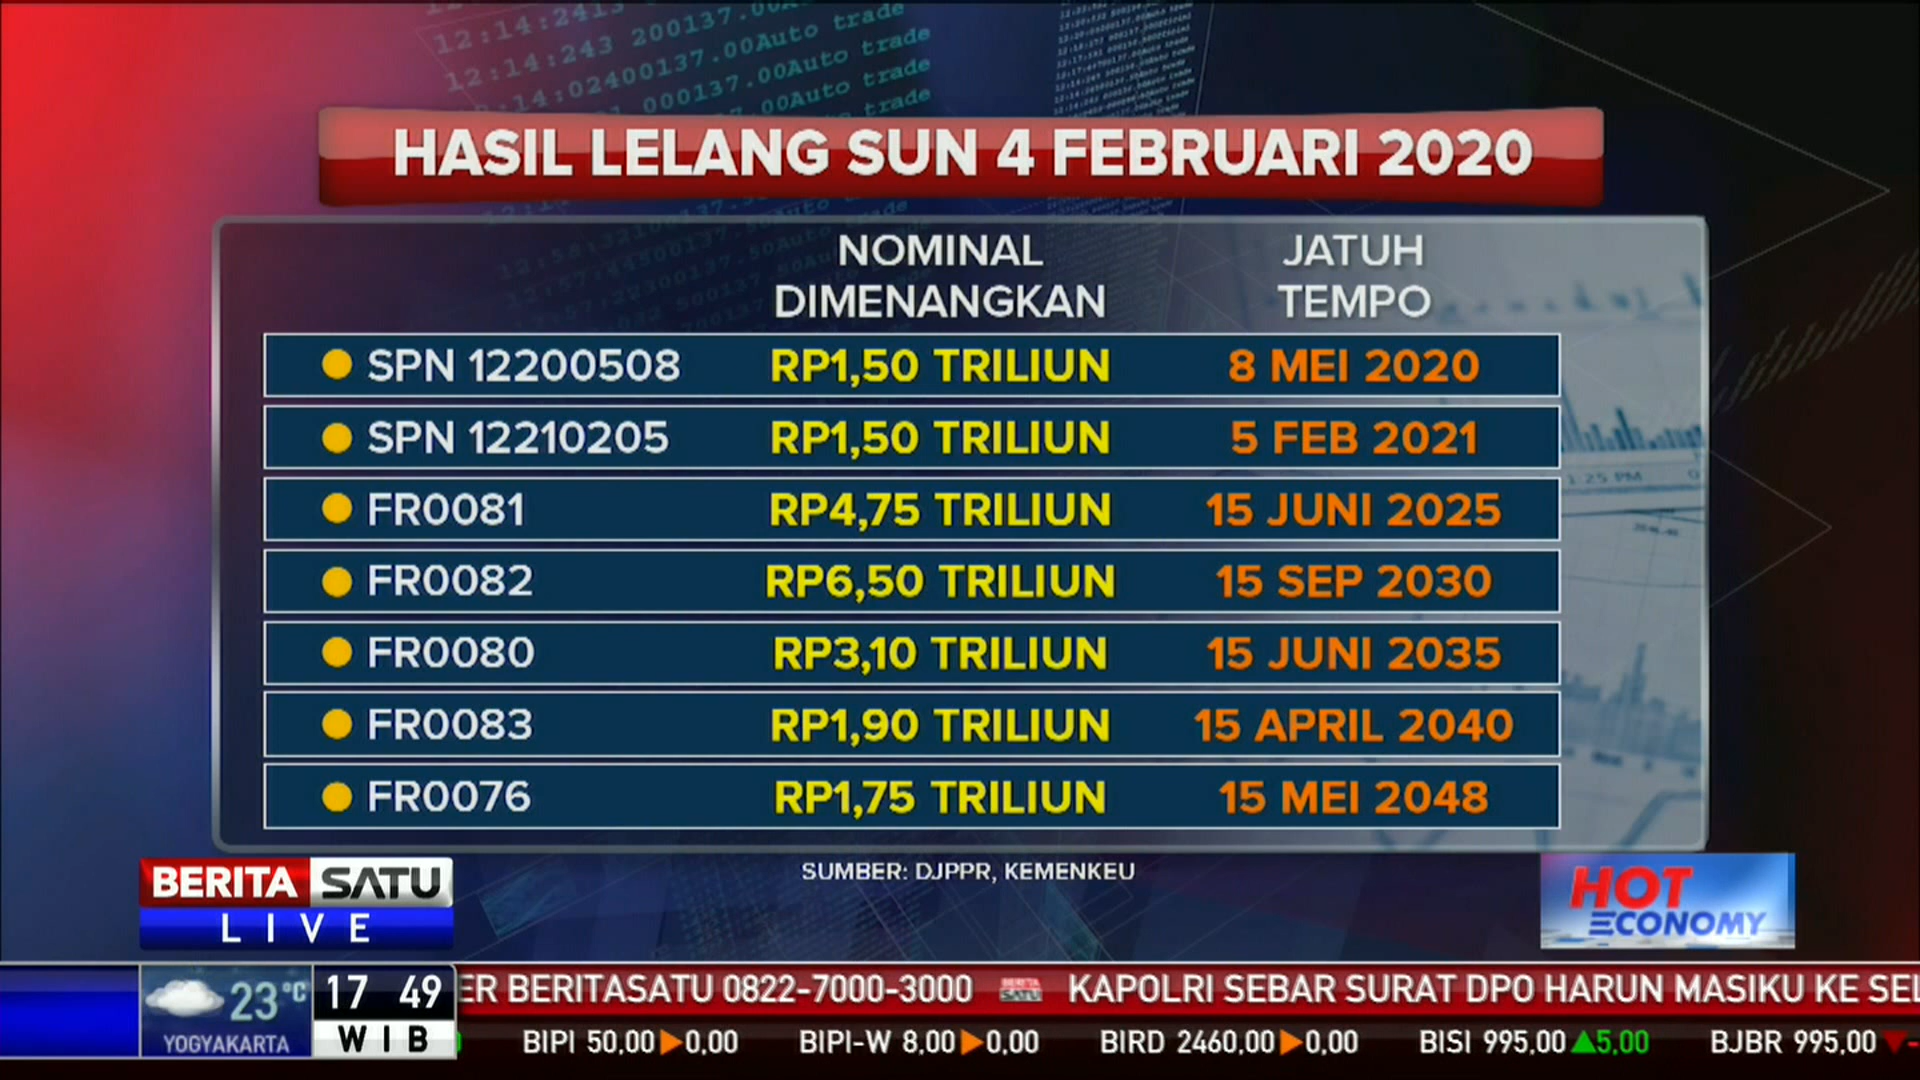 HASIL LELANG SUN 4 FEBRUARI 2020
NOMINAL DIMENANGKAN
JATUH TEMPO
SPN 12200508 RP1,50 TRILIUN 8 MEI 2020
SPN 12210205 RP1,50 TRILIUN 5 FEB 2021
FR0081 RP4,75 TRILIUN 15 JUNI 2025
FR0082 RP6,50 TRILIUN 15 SEP 2030
FR0080 RP3,10 TRILIUN 15 JUNI 2035
FR0083 RP1,90 TRILIUN 15 APRIL 2040
FR0076 RP1,75 TRILIUN 15 MEI 2048
SUMBER: DJPPR, KEMENKEU
BERITA SATU
LIVE
HOT
ECONOMY
23°C
YOGYAKARTA
17 49
WIB
ER BERITASATU 0822-7000-3000 BERITA SATU KAPOLRI SEBAR SURAT DPO HARUN MASIKU KE SEL
BIPI 50,00 0,00 BIPI-W 8,00 0,00 BIRD 2460,00 0,00 BISI 995,00 5,00 BJBR 995,00